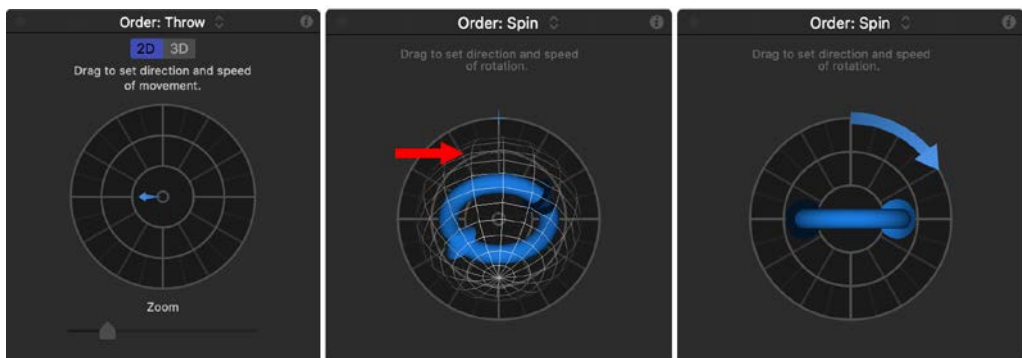 Order: Throw
2D 3D
Drag to set direction and speed
of movement.
Zoom
Order: Spin
Drag to set direction and speed
of rotation.
Order: Spin
Drag to set direction and speed
of rotation.